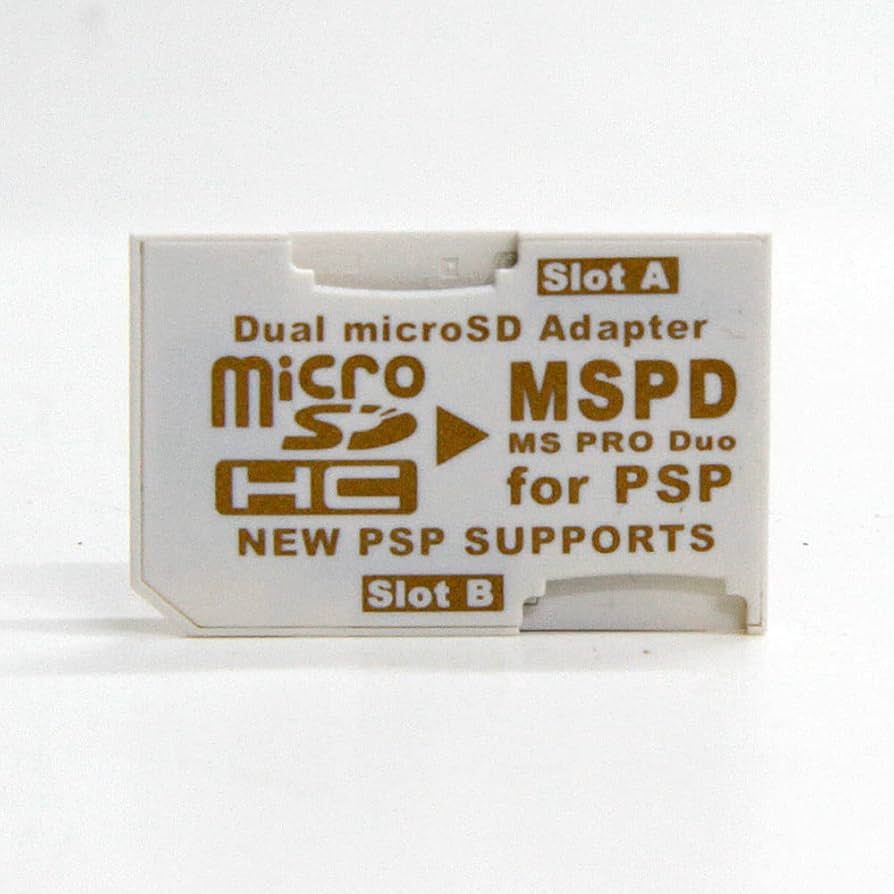 Slot A
Dual microSD Adapter
micro
SD
HC
MSPD
MS PRO Duo
for PSP
NEW PSP SUPPORTS
Slot B